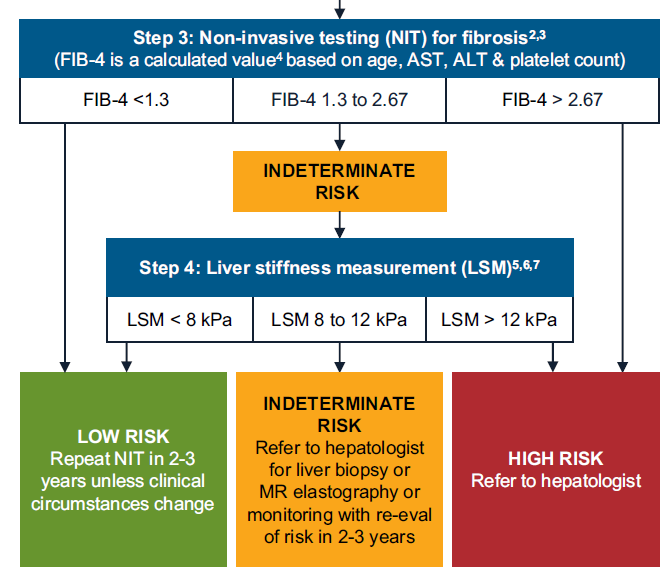 Step 3: Non-invasive testing (NIT) for fibrosis2,3
(FIB-4 is a calculated value4 based on age, AST, ALT & platelet count)
FIB-4 <1.3
FIB-4 1.3 to 2.67
FIB-4 > 2.67
INDETERMINATE
RISK
Step 4: Liver stiffness measurement (LSM)5,6,7
LSM < 8 kPa
LSM 8 to 12 kPa
LSM > 12 kPa
LOW RISK
Repeat NIT in 2-3
years unless clinical
circumstances change
INDETERMINATE
RISK
Refer to hepatologist
for liver biopsy or
MR elastography or
monitoring with re-eval
of risk in 2-3 years
HIGH RISK
Refer to hepatologist